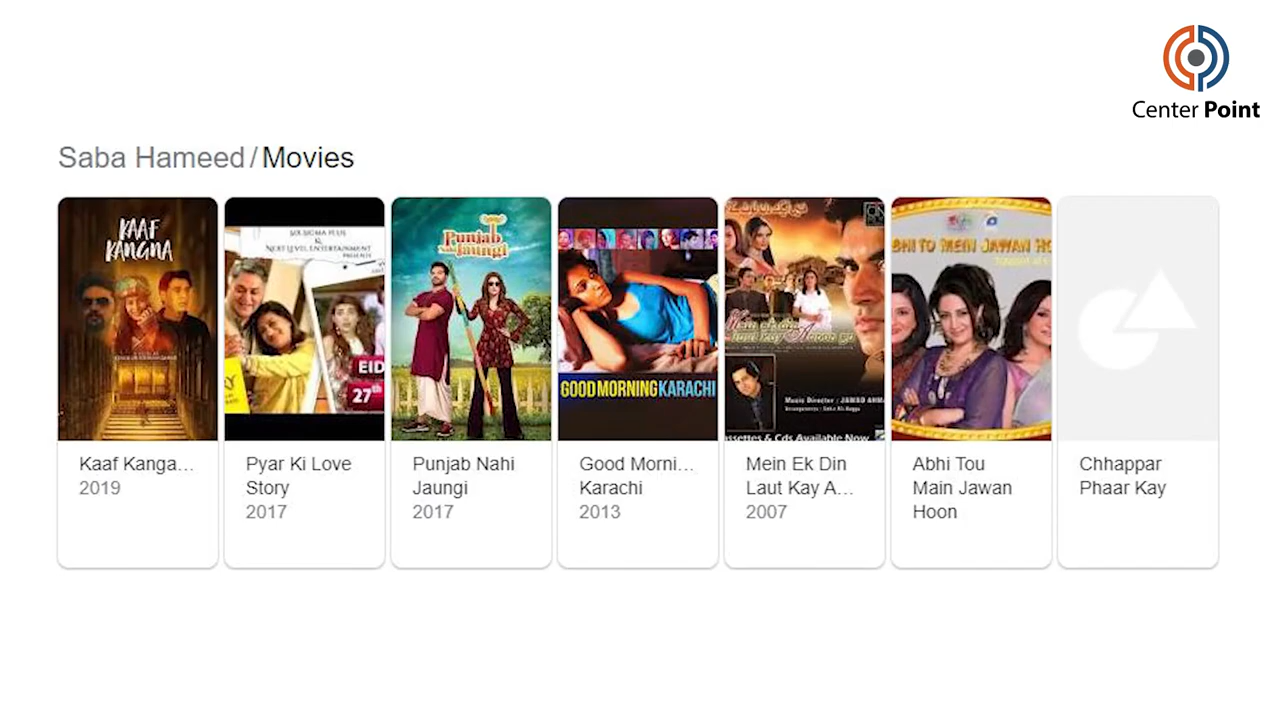 Center Point
Saba Hameed/Movies
KAAF
KANGNA
SIX SIGMA PLUS
&
NEXT LEVEL ENTERTAINMENT
PRESENTS
EID
27th
Punjab
Nahi
Jaungi
GOOD MORNING KARACHI
Music Director : JAWAD AHMA
Cassettes & Cds Available Now
BHI TO MEIN JAWAN HO
Kaaf Kanga...
2019
Pyar Ki Love
Story
2017
Punjab Nahi
Jaungi
2017
Good Morni...
Karachi
2013
Mein Ek Din
Laut Kay A...
2007
Abhi Tou
Main Jawan
Hoon
Chhappar
Phaar Kay